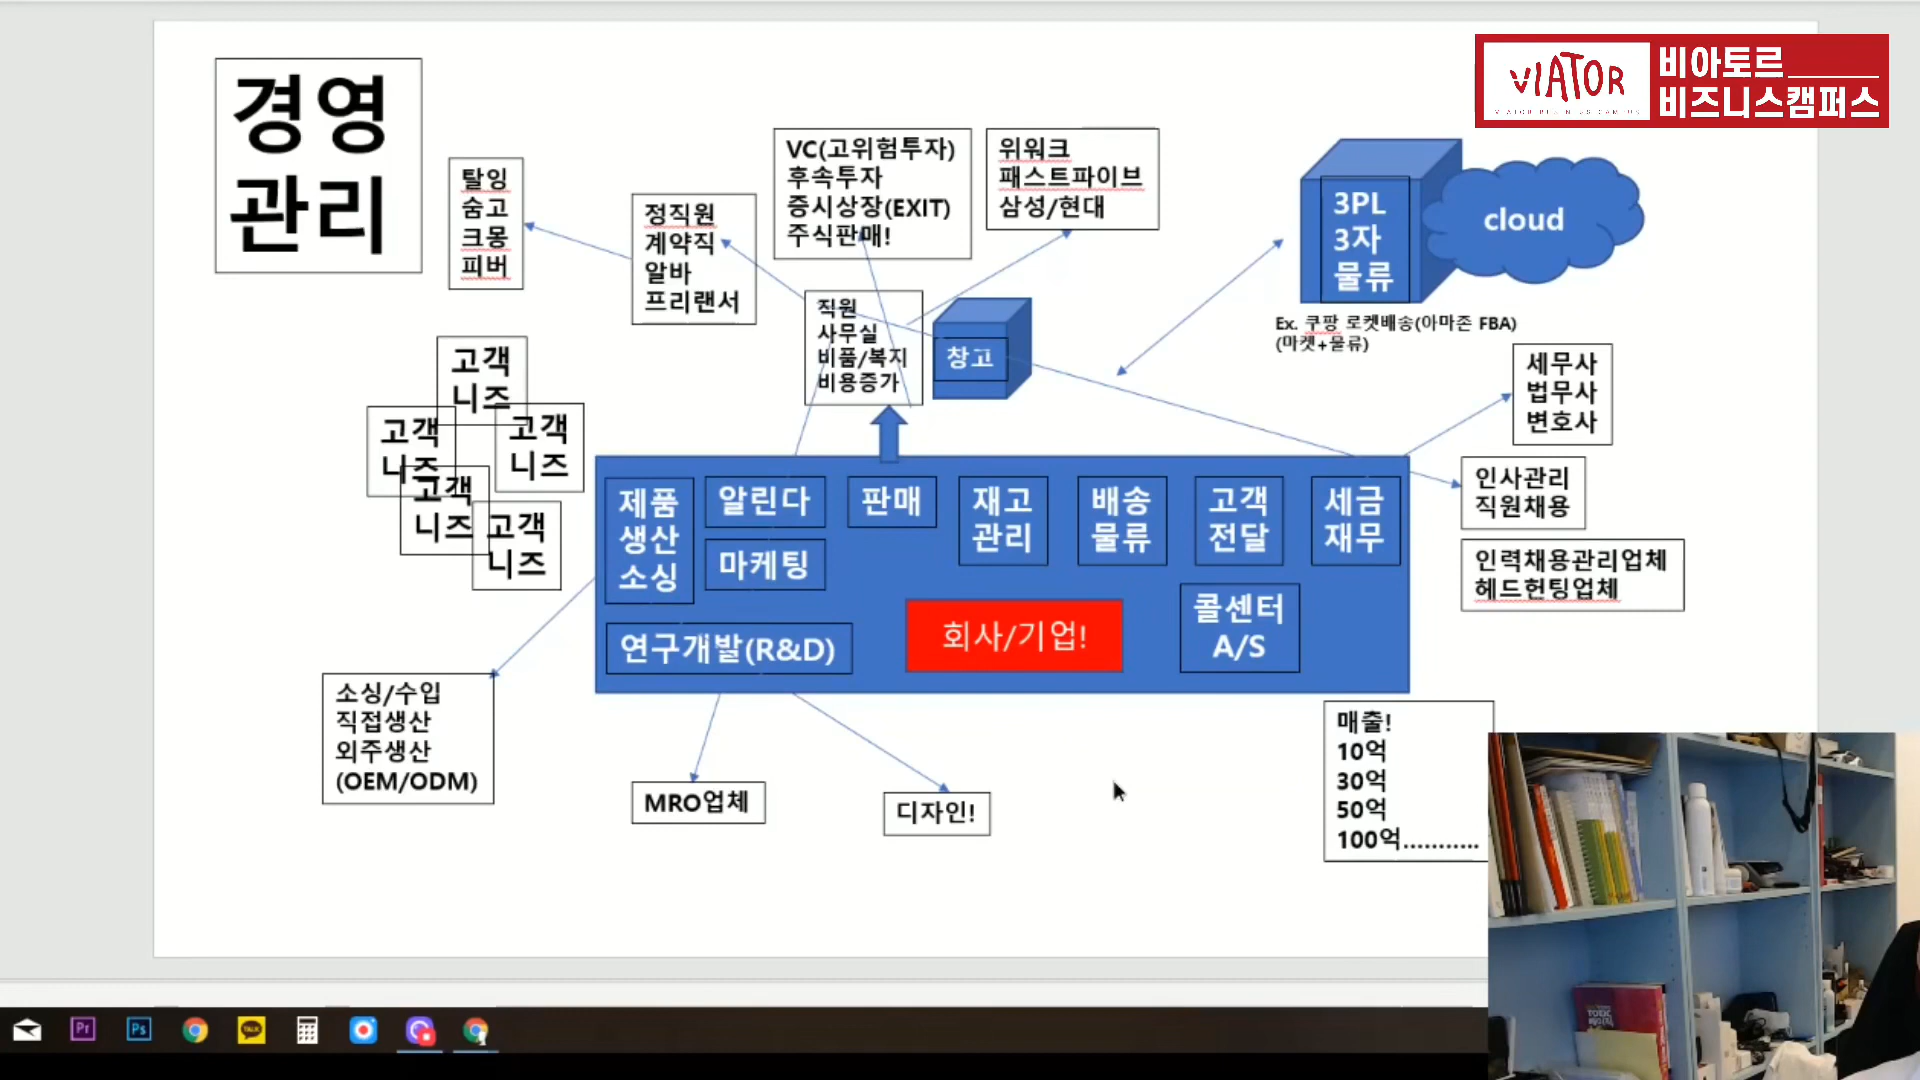 경영
관리
VIATOR
비아토르
비즈니스캠퍼스
탈잉
숨고
크몽
피버
정직원
계약직
알바
프리랜서
VC(고위험투자)
후속투자
증시상장(EXIT)
주식판매!
위워크
패스트파이브
삼성/현대
3PL
3자
물류
cloud
Ex. 쿠팡 로켓배송(아마존 FBA)
(마켓+물류)
직원
사무실
비품/복지
비용증가
창고
세무사
법무사
변호사
인사관리
직원채용
인력채용관리업체
헤드헌팅업체
고객
니즈
고객
니즈
고객
니즈
고객
니즈
고객
니즈
제품
생산
소싱
알린다
마케팅
판매
재고
관리
배송
물류
고객
전달
세금
재무
연구개발(R&D)
회사/기업!
콜센터
A/S
소싱/수입
직접생산
외주생산
(OEM/ODM)
MRO업체
디자인!
매출!
10억
30억
50억
100억...........
TOEIC
Pr
Ps
TALK